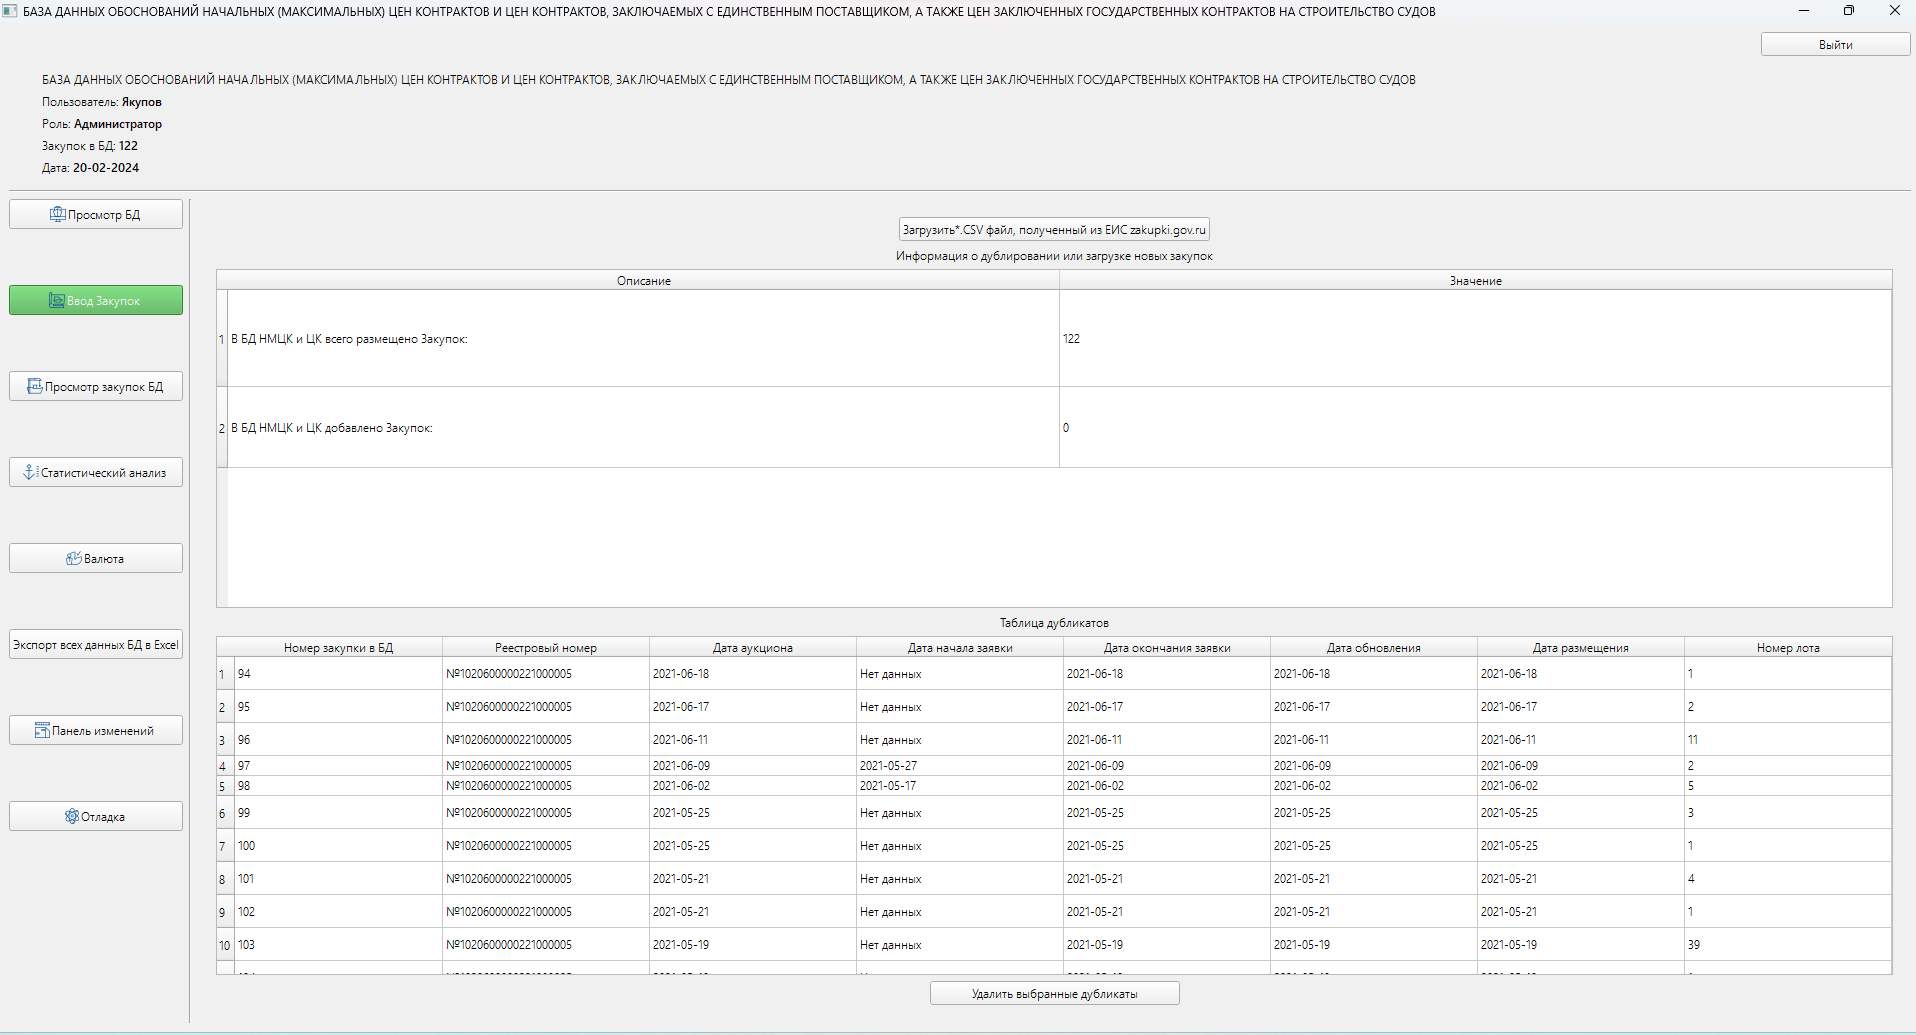 БАЗА ДАННЫХ ОБОСНОВАНИЙ НАЧАЛЬНЫХ (МАКСИМАЛЬНЫХ) ЦЕН КОНТРАКТОВ И ЦЕН КОНТРАКТОВ, ЗАКЛЮЧАЕМЫХ С ЕДИНСТВЕННЫМ ПОСТАВЩИКОМ, А ТАКЖЕ ЦЕН ЗАКЛЮЧЕННЫХ ГОСУДАРСТВЕННЫХ КОНТРАКТОВ НА СТРОИТЕЛЬСТВО СУДОВ
Выйти
БАЗА ДАННЫХ ОБОСНОВАНИЙ НАЧАЛЬНЫХ (МАКСИМАЛЬНЫХ) ЦЕН КОНТРАКТОВ И ЦЕН КОНТРАКТОВ, ЗАКЛЮЧАЕМЫХ С ЕДИНСТВЕННЫМ ПОСТАВЩИКОМ, А ТАКЖЕ ЦЕН ЗАКЛЮЧЕННЫХ ГОСУДАРСТВЕННЫХ КОНТРАКТОВ НА СТРОИТЕЛЬСТВО СУДОВ
Пользователь: Якупов
Роль: Администратор
Закупок в БД: 122
Дата: 20-02-2024
Просмотр БД
Ввод Закупок
Просмотр закупок БД
Статистический анализ
Валюта
Экспорт всех данных БД в Excel
Панель изменений
Отладка
Загрузить*.CSV файл, полученный из ЕИС zakupki.gov.ru
Информация о дублировании или загрузке новых закупок
Описание Значение
1 В БД НМЦК и ЦК всего размещено Закупок: 122
2 В БД НМЦК и ЦК добавлено Закупок: 0
Таблица дубликатов
Номер закупки в БД Реестровый номер Дата аукциона Дата начала заявки Дата окончания заявки Дата обновления Дата размещения Номер лота
1 94 №1020600000221000005 2021-06-18 Нет данных 2021-06-18 2021-06-18 2021-06-18 1
2 95 №1020600000221000005 2021-06-17 Нет данных 2021-06-17 2021-06-17 2021-06-17 2
3 96 №1020600000221000005 2021-06-11 Нет данных 2021-06-11 2021-06-11 2021-06-11 11
4 97 №1020600000221000005 2021-06-09 2021-05-27 2021-06-09 2021-06-09 2021-06-09 2
5 98 №1020600000221000005 2021-06-02 2021-05-17 2021-06-02 2021-06-02 2021-06-02 5
6 99 №1020600000221000005 2021-05-25 Нет данных 2021-05-25 2021-05-25 2021-05-25 3
7 100 №1020600000221000005 2021-05-25 Нет данных 2021-05-25 2021-05-25 2021-05-25 1
8 101 №1020600000221000005 2021-05-21 Нет данных 2021-05-21 2021-05-21 2021-05-21 4
9 102 №1020600000221000005 2021-05-21 Нет данных 2021-05-21 2021-05-21 2021-05-21 1
10 103 №1020600000221000005 2021-05-19 Нет данных 2021-05-19 2021-05-19 2021-05-19 39
Удалить выбранные дубликаты